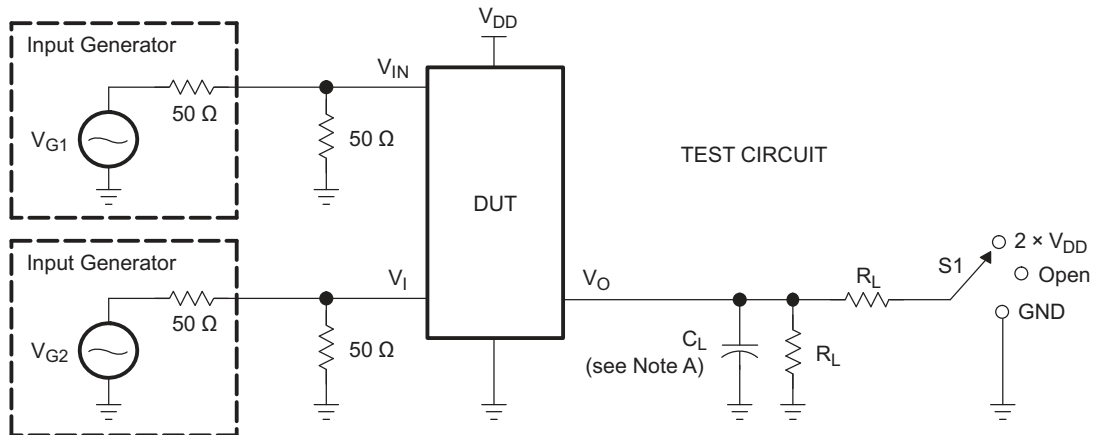 Input Generator
V_G1
50 Ω
V_IN
50 Ω
V_DD
DUT
TEST CIRCUIT
Input Generator
V_G2
50 Ω
V_I
50 Ω
V_O
C_L
(see Note A)
R_L
R_L
S1
2 × V_DD
Open
GND